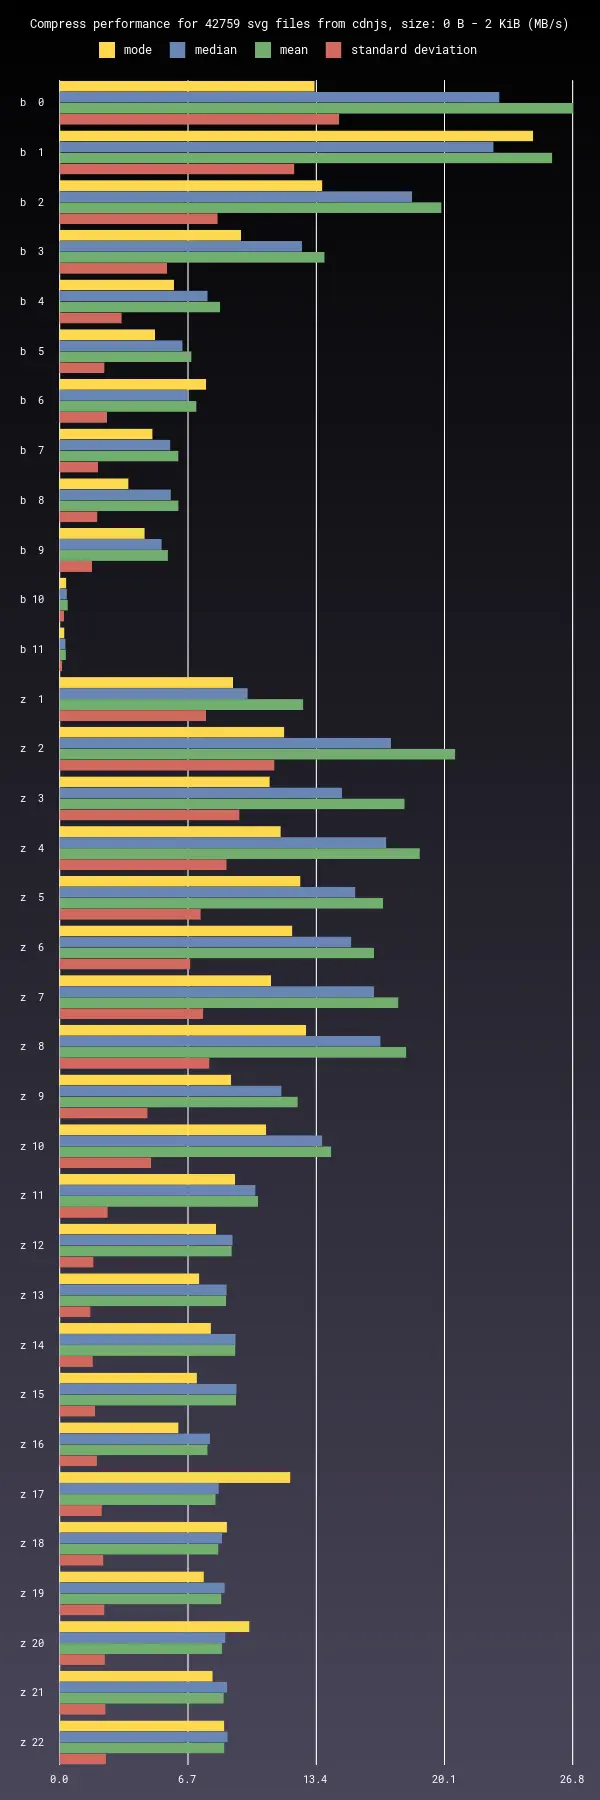 Compress performance for 42759 svg files from cdnjs, size: 0 B - 2 KiB (MB/s)
mode median mean standard deviation
b 0
b 1
b 2
b 3
b 4
b 5
b 6
b 7
b 8
b 9
b 10
b 11
z 1
z 2
z 3
z 4
z 5
z 6
z 7
z 8
z 9
z 10
z 11
z 12
z 13
z 14
z 15
z 16
z 17
z 18
z 19
z 20
z 21
z 22
0.0 6.7 13.4 20.1 26.8